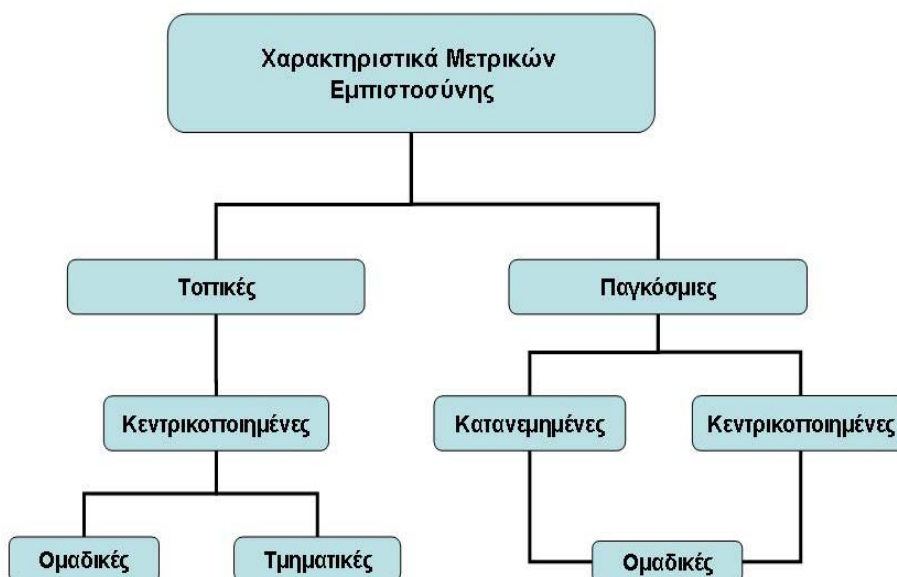 Χαρακτηριστικά Μετρικών
Εμπιστοσύνης
Τοπικές
Παγκόσμιες
Κεντρικοποιημένες
Κατανεμημένες
Κεντρικοποιημένες
Ομαδικές
Τμηματικές
Ομαδικές